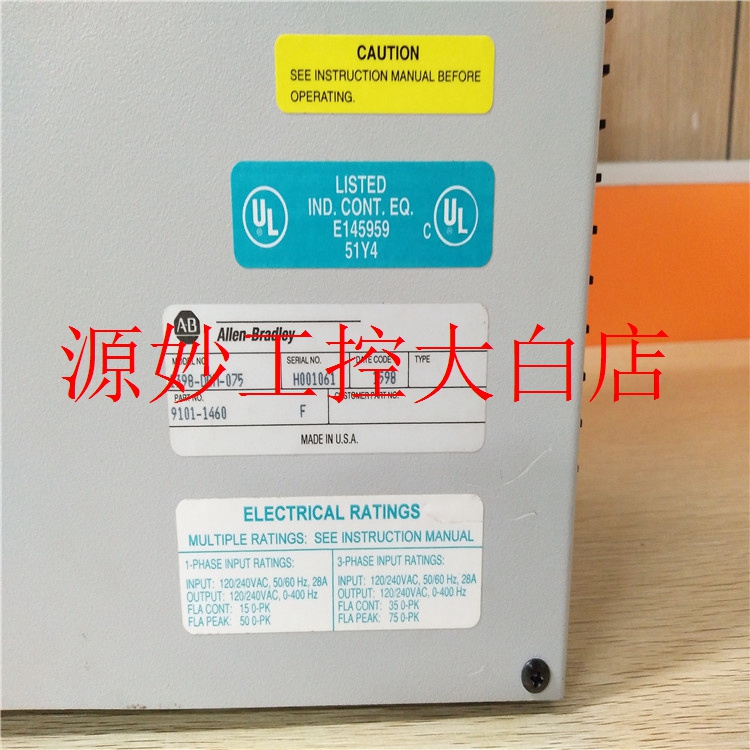 CAUTION
SEE INSTRUCTION MANUAL BEFORE
OPERATING.
UL
LISTED
IND. CONT. EQ.
E145959
51Y4
C UL
AB
Allen-Bradley
源妙工控大白店
MODEL NO. SERIAL NO. DATE CODE TYPE
H001061
PART NO. CUSTOMER PART NO.
9101-1460 F
MADE IN U.S.A.
ELECTRICAL RATINGS
MULTIPLE RATINGS: SEE INSTRUCTION MANUAL
1-PHASE INPUT RATINGS:
INPUT: 120/240VAC, 50/60 HZ, 28A
OUTPUT: 120/240VAC, 0-400 Hz
FLA CONT: 15 0-PK
FLA PEAK: 50 0-PK
3-PHASE INPUT RATINGS:
INPUT: 120/240VAC, 50/60 HZ, 28A
OUTPUT: 120/240VAC, 0-400 Hz
FLA CONT: 35 0-PK
FLA PEAK: 75 0-PK